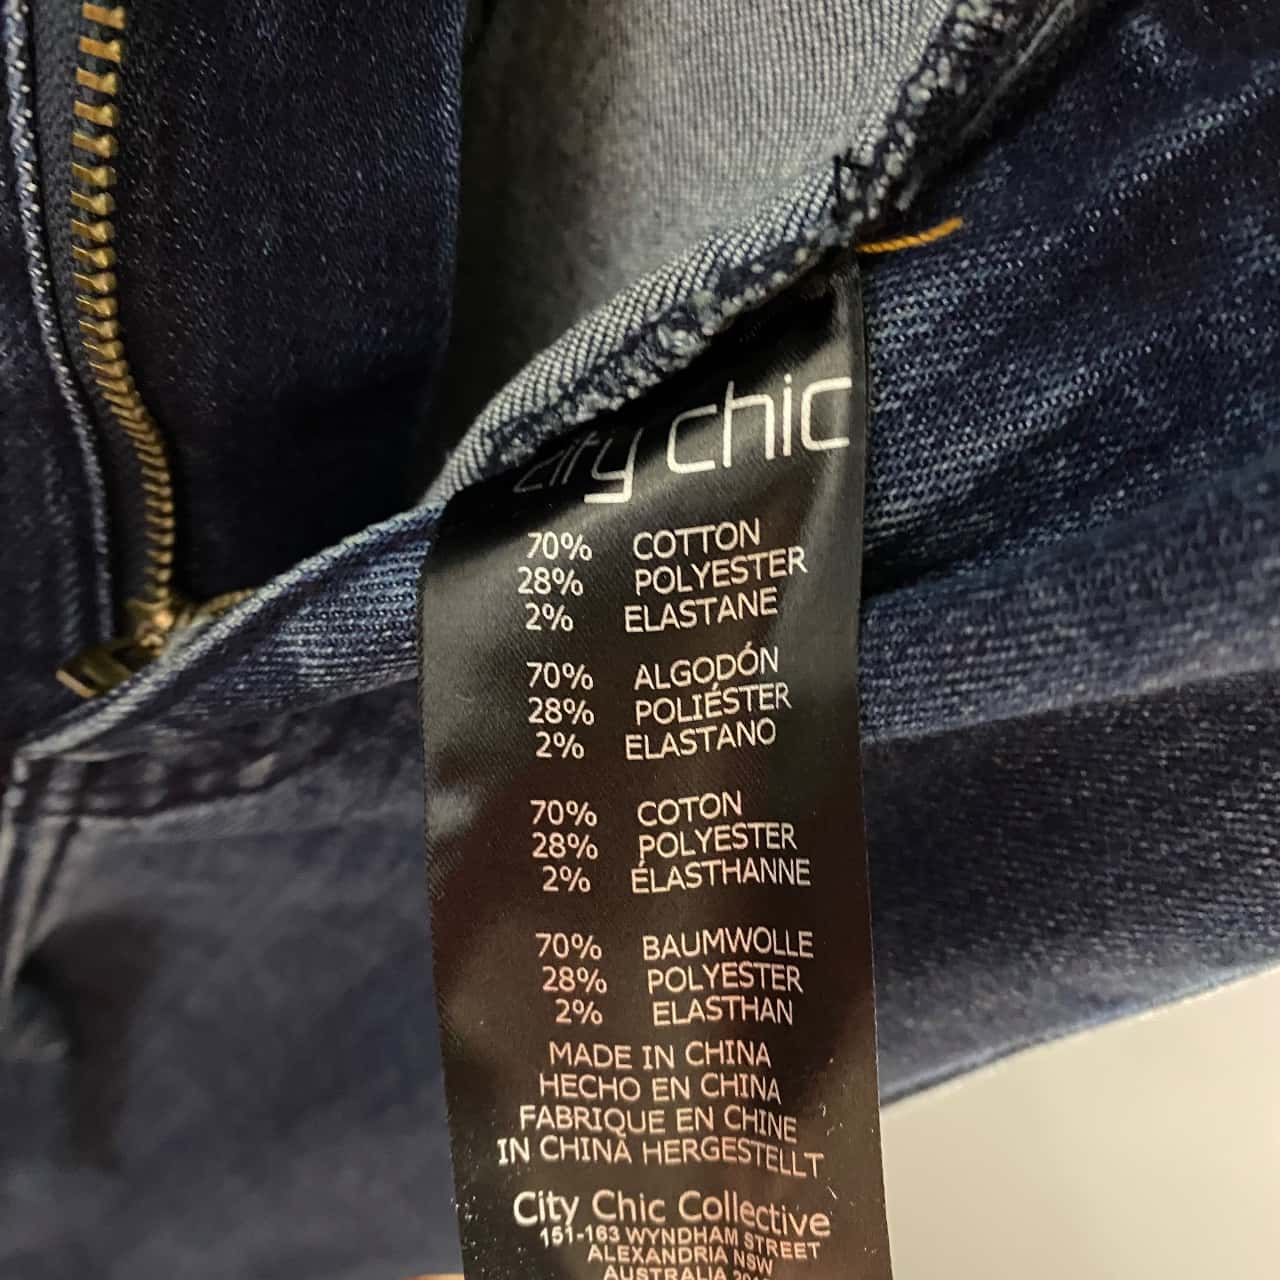 city chic
70% COTTON
28% POLYESTER
2% ELASTANE
70% ALGODÓN
28% POLIÉSTER
2% ELASTANO
70% COTON
28% POLYESTER
2% ÉLASTHANNE
70% BAUMWOLLE
28% POLYESTER
2% ELASTHAN
MADE IN CHINA
HECHO EN CHINA
FABRIQUE EN CHINE
IN CHINA HERGESTELLT
City Chic Collective
151-163 WYNDHAM STREET
ALEXANDRIA NSW
AUSTRALIA